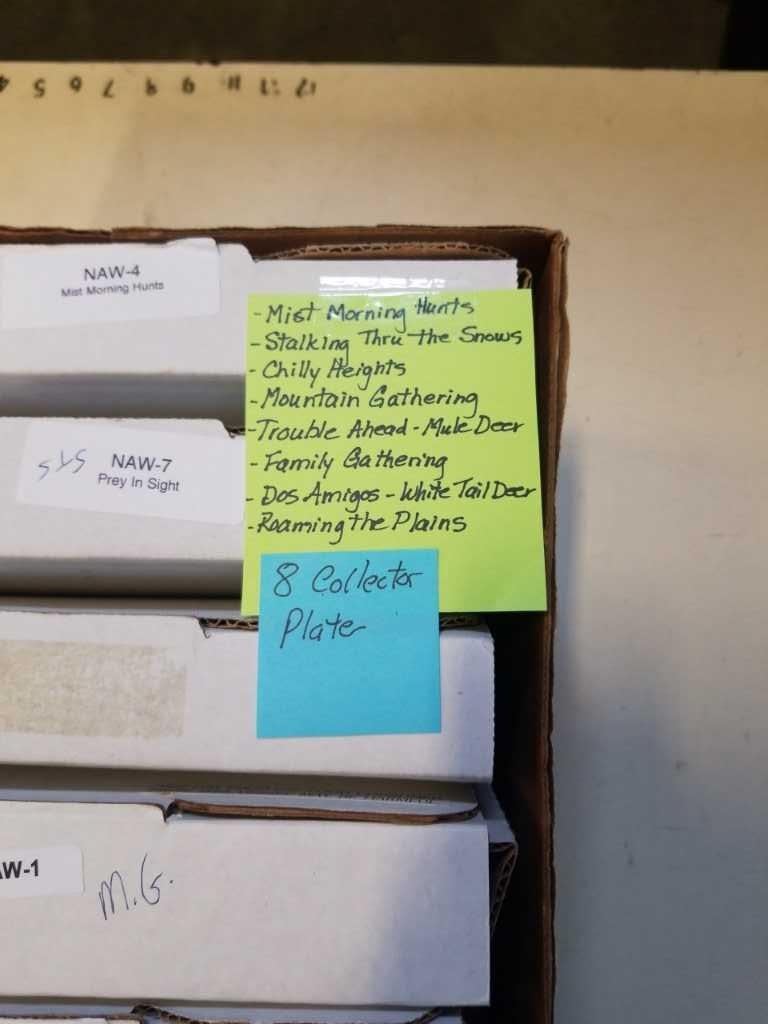 NAW-4
Mist Morning Hunts
- Mist Morning Hunts
- Stalking Thru the Snows
- Chilly Heights
- Mountain Gathering
- Trouble Ahead - Mule Deer
- Family Gathering
- Dos Amigos - White Tail Deer
- Roaming the Plains
NAW-7
Prey In Sight
8 Collector
Plates
AW-1
M.G.